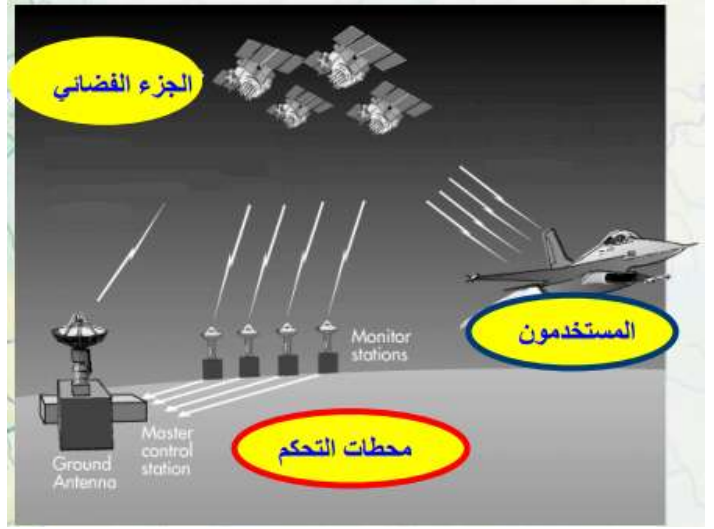 الجزء الفضائي
المستخدمون
Monitor
stations
محطات التحكم
Master
control
station
Ground
Antenna